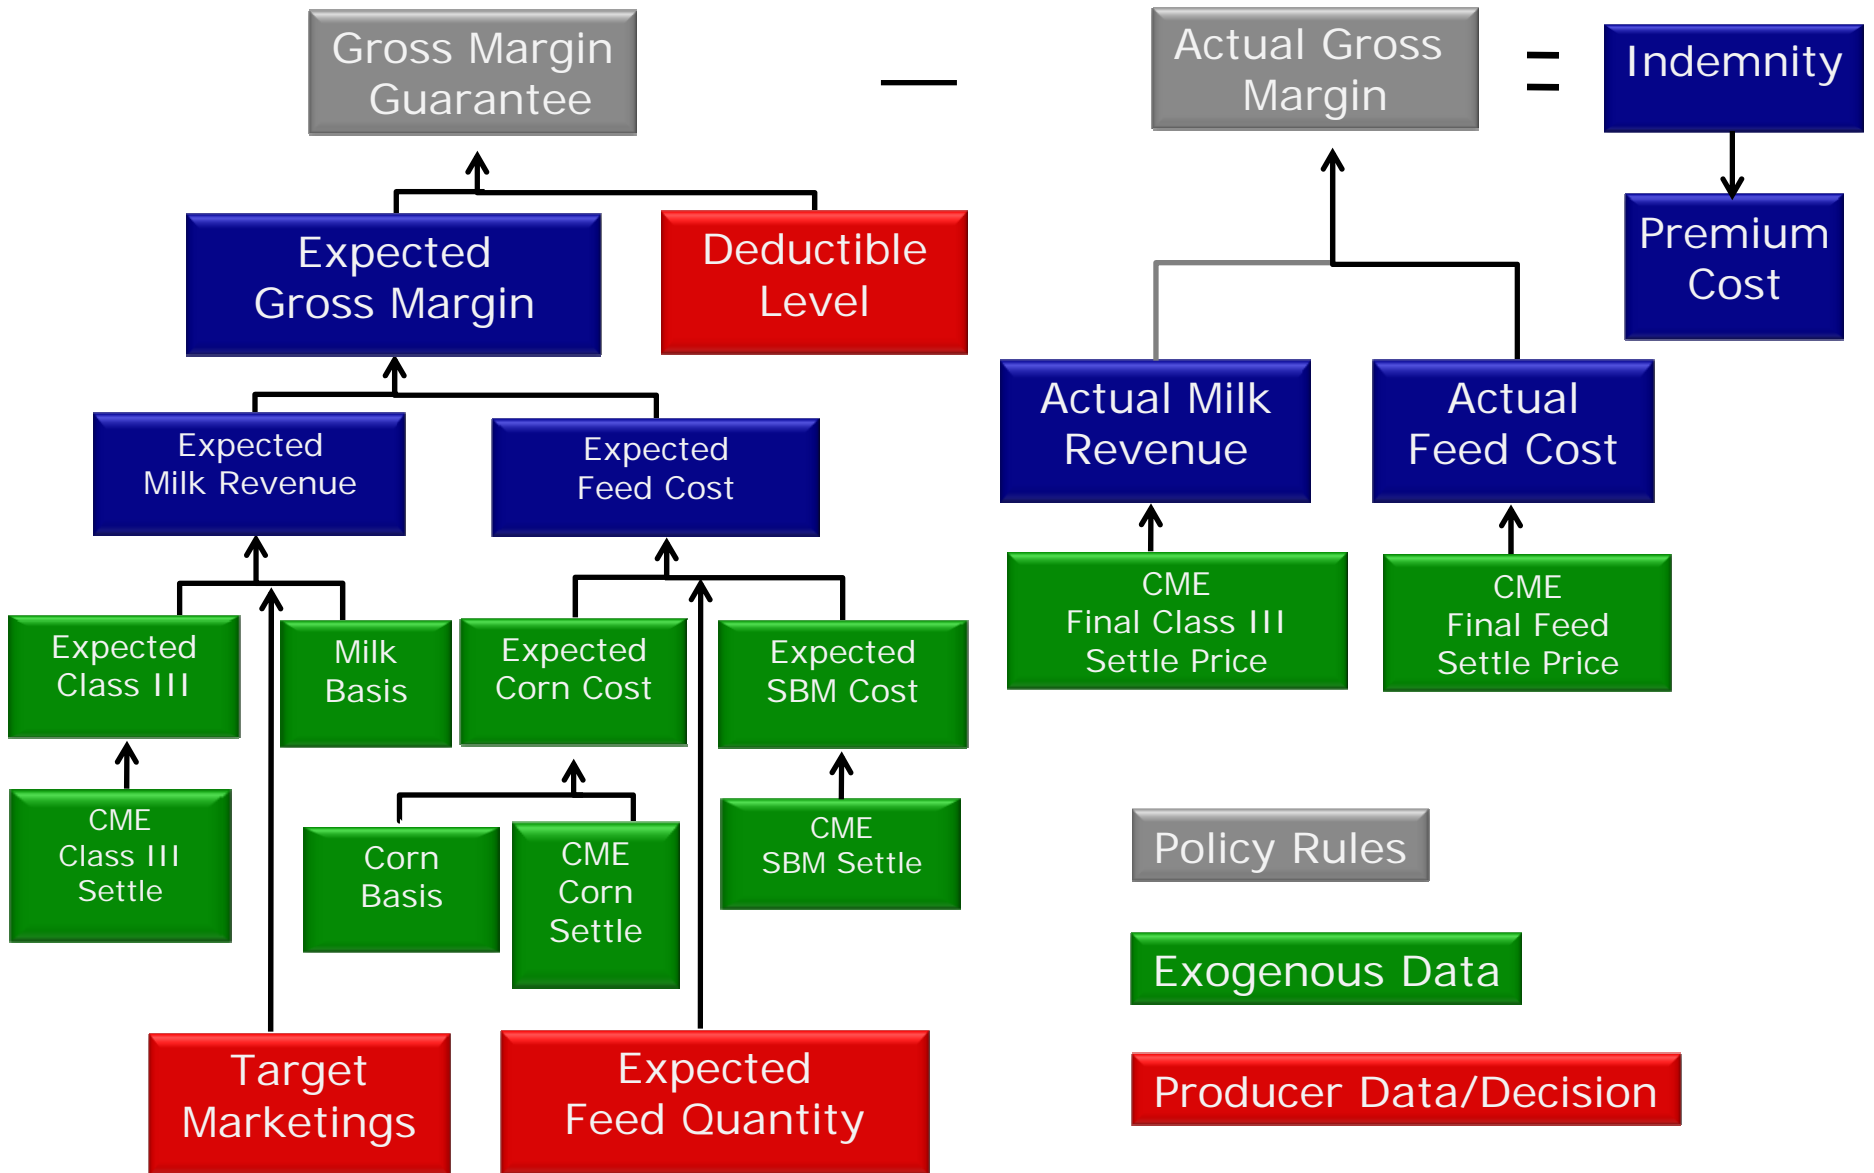 Gross Margin
Guarantee
—
Actual Gross
Margin
=
Indemnity
Premium
Cost
Expected
Gross Margin
Deductible
Level
Expected
Milk Revenue
Expected
Feed Cost
Actual Milk
Revenue
Actual
Feed Cost
Expected
Class III
Milk
Basis
Expected
Corn Cost
Expected
SBM Cost
CME
Final Class III
Settle Price
CME
Final Feed
Settle Price
CME
Class III
Settle
Corn
Basis
CME
Corn
Settle
CME
SBM Settle
Target
Marketings
Expected
Feed Quantity
Policy Rules
Exogenous Data
Producer Data/Decision